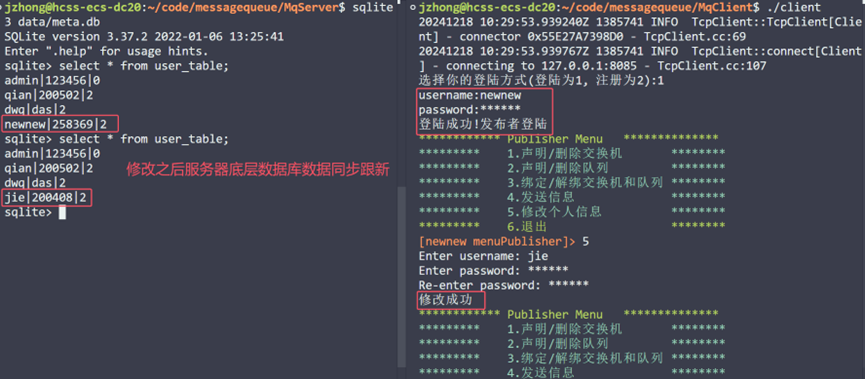 jzhong@hcss-ecs-dc20:~/code/messagequeue/MqServer$ sqlite
3 data/meta.db
SQLite version 3.37.2 2022-01-06 13:25:41
Enter ".help" for usage hints.
sqlite> select * from user_table;
admin|123456|0
qian|200502|2
dwq|das|2
newnew|258369|2
sqlite> select * from user_table;
admin|123456|0
qian|200502|2
dwq|das|2
jie|200408|2
sqlite>
修改之后服务器底层数据库数据同步跟新
jzhong@hcss-ecs-dc20:~/code/messagequeue/MqClient$ ./client
20241218 10:29:53.939240Z 1385741 INFO  TcpClient::TcpClient[Cli
ent] - connector 0x55E27A7398D0 - TcpClient.cc:69
20241218 10:29:53.939767Z 1385741 INFO  TcpClient::connect[Client
] - connecting to 127.0.0.1:8085 - TcpClient.cc:107
选择你的登陆方式(登陆为1, 注册为2):1
username:newnew
password:******
登陆成功!发布者登陆
************ Publisher Menu   **************
*********    1.声明/删除交换机       ********
*********    2.声明/删除队列         ********
*********    3.绑定/解绑交换机和队列 ********
*********    4.发送信息              ********
*********    5.修改个人信息          ********
*********    6.退出                  ********
[newnew menuPublisher]> 5
Enter username: jie
Enter password: ******
Re-enter password: ******
修改成功
************ Publisher Menu   **************
*********    1.声明/删除交换机       ********
*********    2.声明/删除队列         ********
*********    3.绑定/解绑交换机和队列 ********
*********    4.发送信息              ********